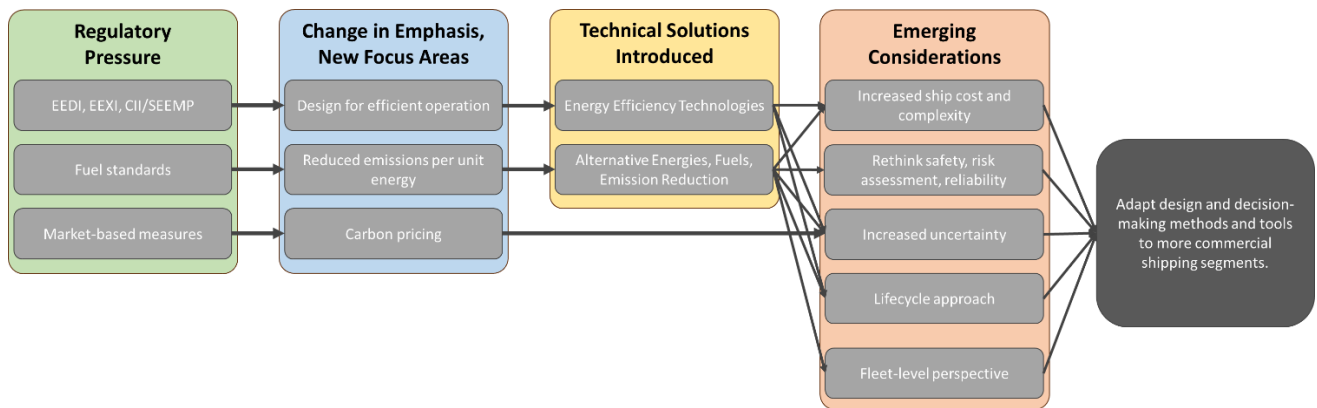 Regulatory
Pressure
EEDI, EEXI, CII/SEEMP
Fuel standards
Market-based measures
Change in Emphasis,
New Focus Areas
Design for efficient operation
Reduced emissions per unit
energy
Carbon pricing
Technical Solutions
Introduced
Energy Efficiency Technologies
Alternative Energies, Fuels,
Emission Reduction
Emerging
Considerations
Increased ship cost and
complexity
Rethink safety, risk
assessment, reliability
Increased uncertainty
Lifecycle approach
Fleet-level perspective
Adapt design and decision-
making methods and tools
to more commercial
shipping segments.